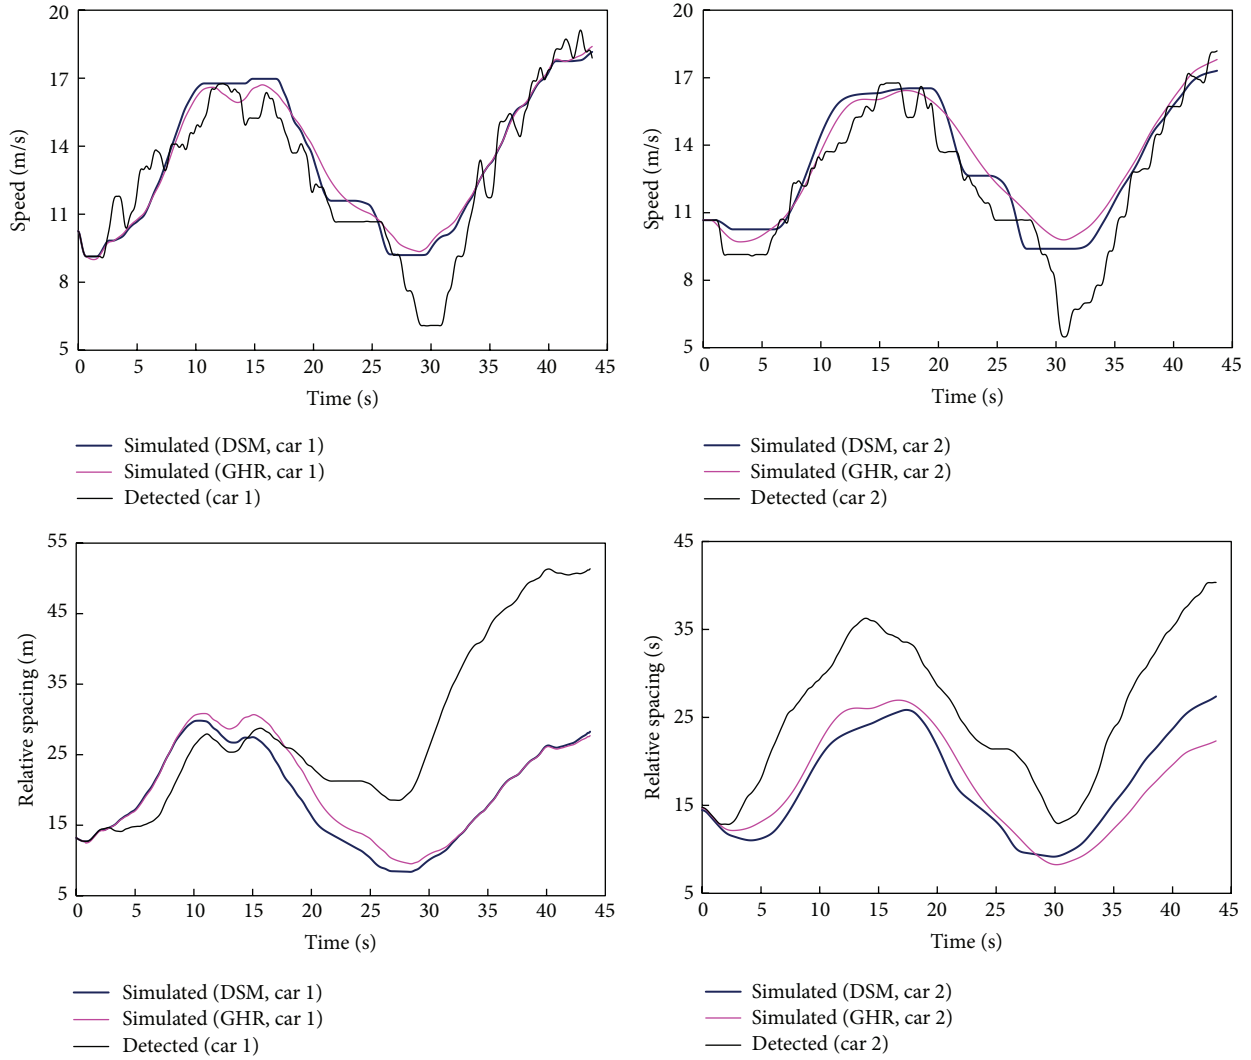 20
17
14
11
8
5
Speed (m/s)
0 5 10 15 20 25 30 35 40 45
Time (s)
Simulated (DSM, car 1)
Simulated (GHR, car 1)
Detected (car 1)
20
17
14
11
8
5
Speed (m/s)
0 5 10 15 20 25 30 35 40 45
Time (s)
Simulated (DSM, car 2)
Simulated (GHR, car 2)
Detected (car 2)
55
45
35
25
15
5
Relative spacing (m)
0 5 10 15 20 25 30 35 40 45
Time (s)
Simulated (DSM, car 1)
Simulated (GHR, car 1)
Detected (car 1)
45
35
25
15
5
Relative spacing (s)
0 5 10 15 20 25 30 35 40 45
Time (s)
Simulated (DSM, car 2)
Simulated (GHR, car 2)
Detected (car 2)